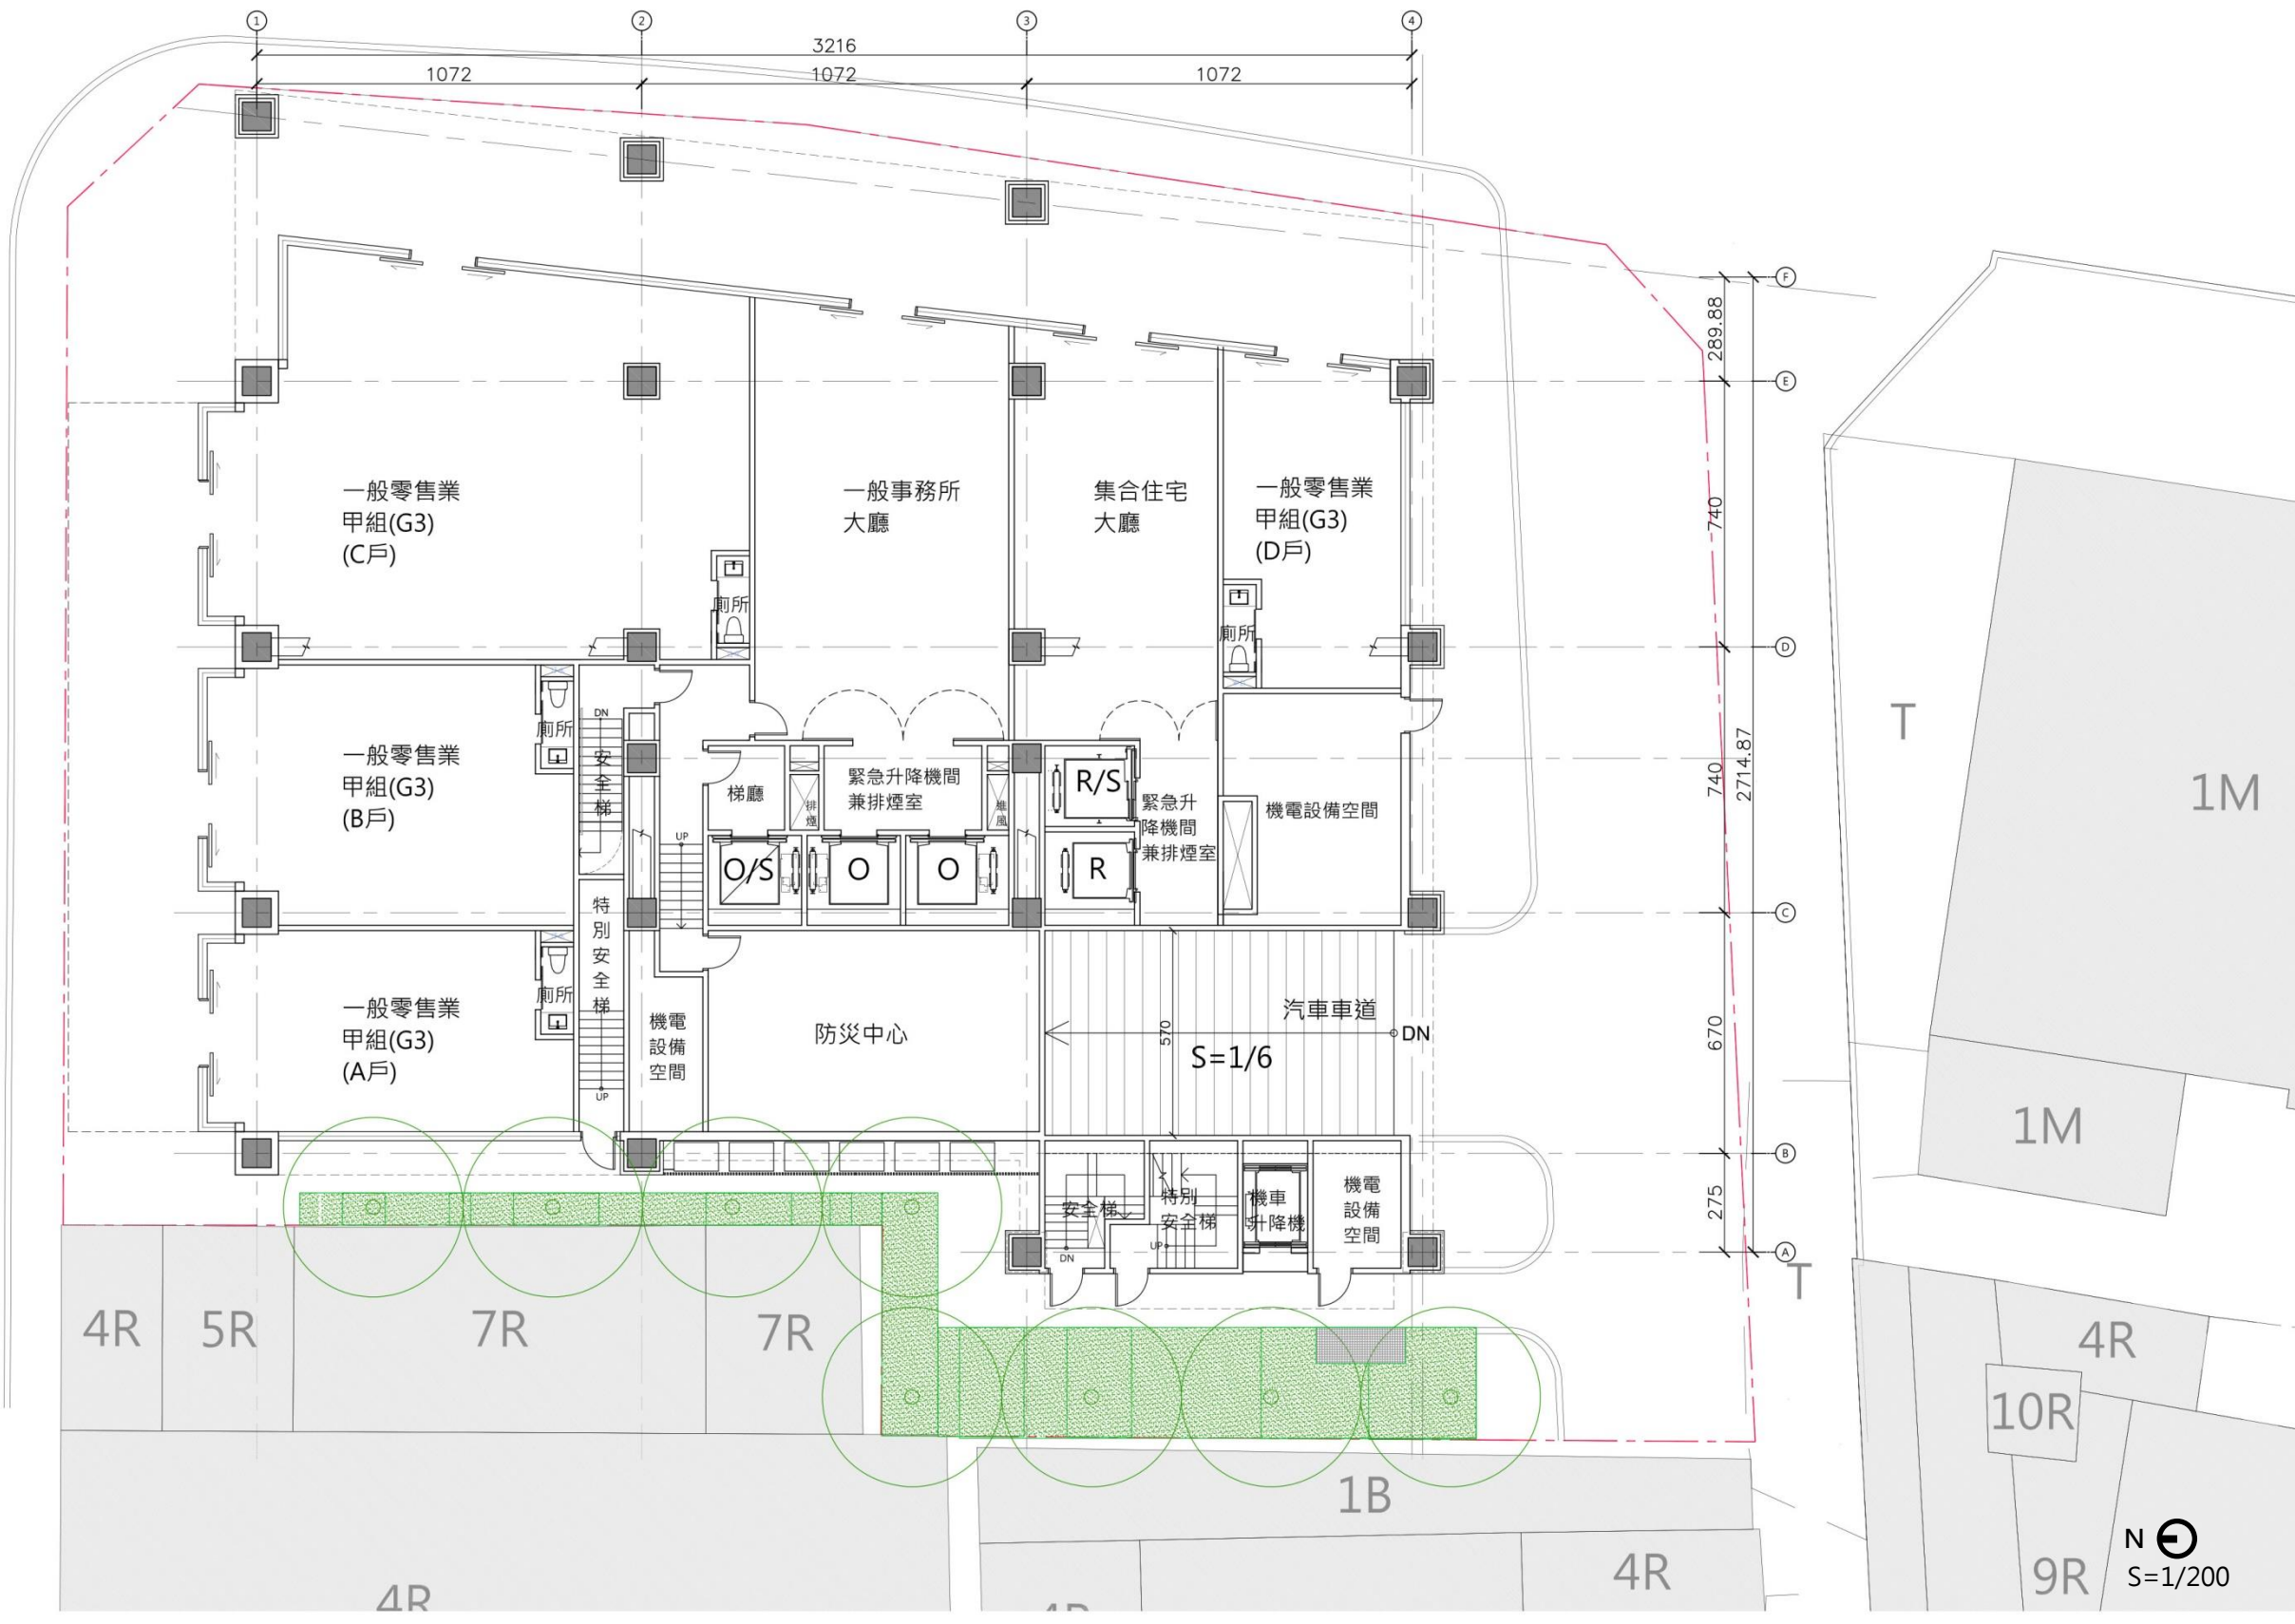 1
2
3
4
3216
1072
1072
1072
F
289.88
E
740
一般零售業
甲組(G3)
(C戶)
一般事務所
大廳
集合住宅
大廳
一般零售業
甲組(G3)
(D戶)
廁所
廁所
D
740
2714.87
T
1M
DN
廁所
安全梯
一般零售業
甲組(G3)
(B戶)
梯廳
排煙
緊急升降機間
兼排煙室
進風
R/S
緊急升
降機間
兼排煙室
機電設備空間
UP
O/S
O
O
R
C
特別安全梯
670
一般零售業
甲組(G3)
(A戶)
廁所
UP
機電
設備
空間
防災中心
570
汽車車道
DN
S=1/6
1M
B
275
安全梯
DN
特別
安全梯
UP
機車
升降機
機電
設備
空間
A
T
4R
5R
7R
7R
4R
10R
1B
4R
4R
4R
9R
N
S=1/200